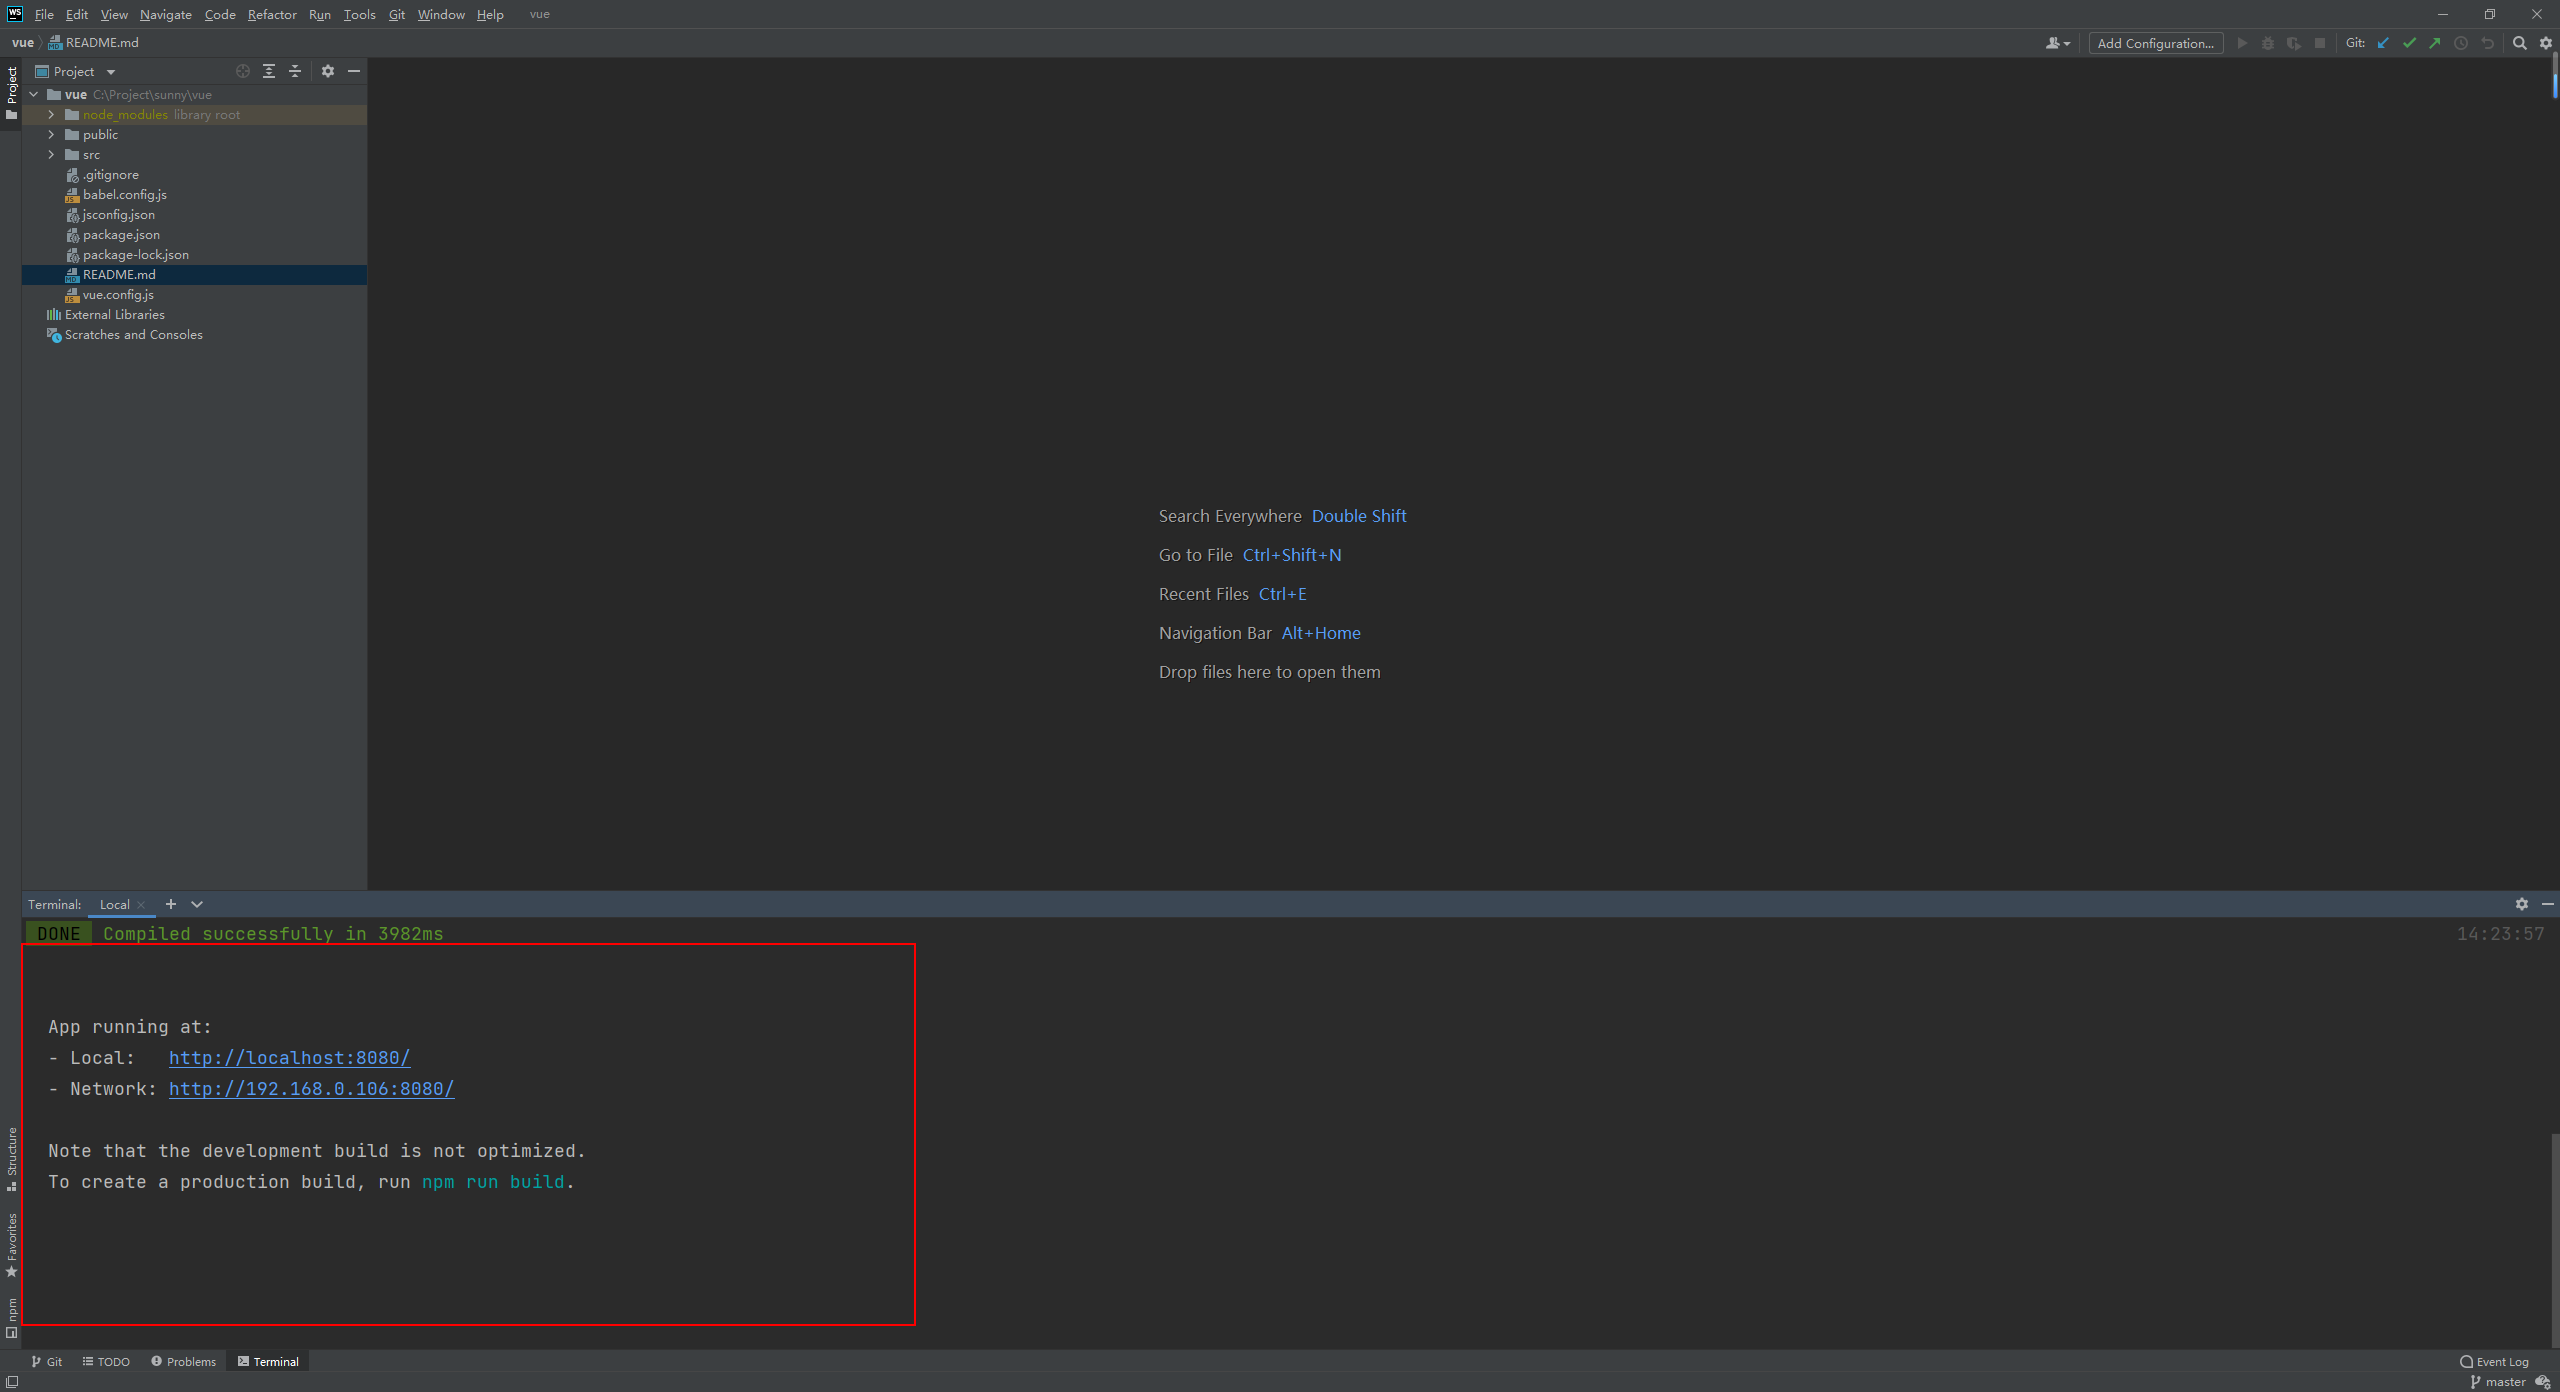 WS File Edit View Navigate Code Refactor Run Tools Git Window Help vue
vue README.md Add Configuration... Git:
Project
Project
vue C:\Project\sunny\vue
node_modules library root
public
src
.gitignore
babel.config.js
jsconfig.json
package.json
package-lock.json
README.md
vue.config.js
External Libraries
Scratches and Consoles
Search Everywhere Double Shift
Go to File Ctrl+Shift+N
Recent Files Ctrl+E
Navigation Bar Alt+Home
Drop files here to open them
Terminal: Local
DONE Compiled successfully in 3982ms 14:23:57
App running at:
- Local: http://localhost:8080/
- Network: http://192.168.0.106:8080/
Note that the development build is not optimized.
To create a production build, run npm run build.
Structure
Favorites
npm
Git TODO Problems Terminal Event Log
master